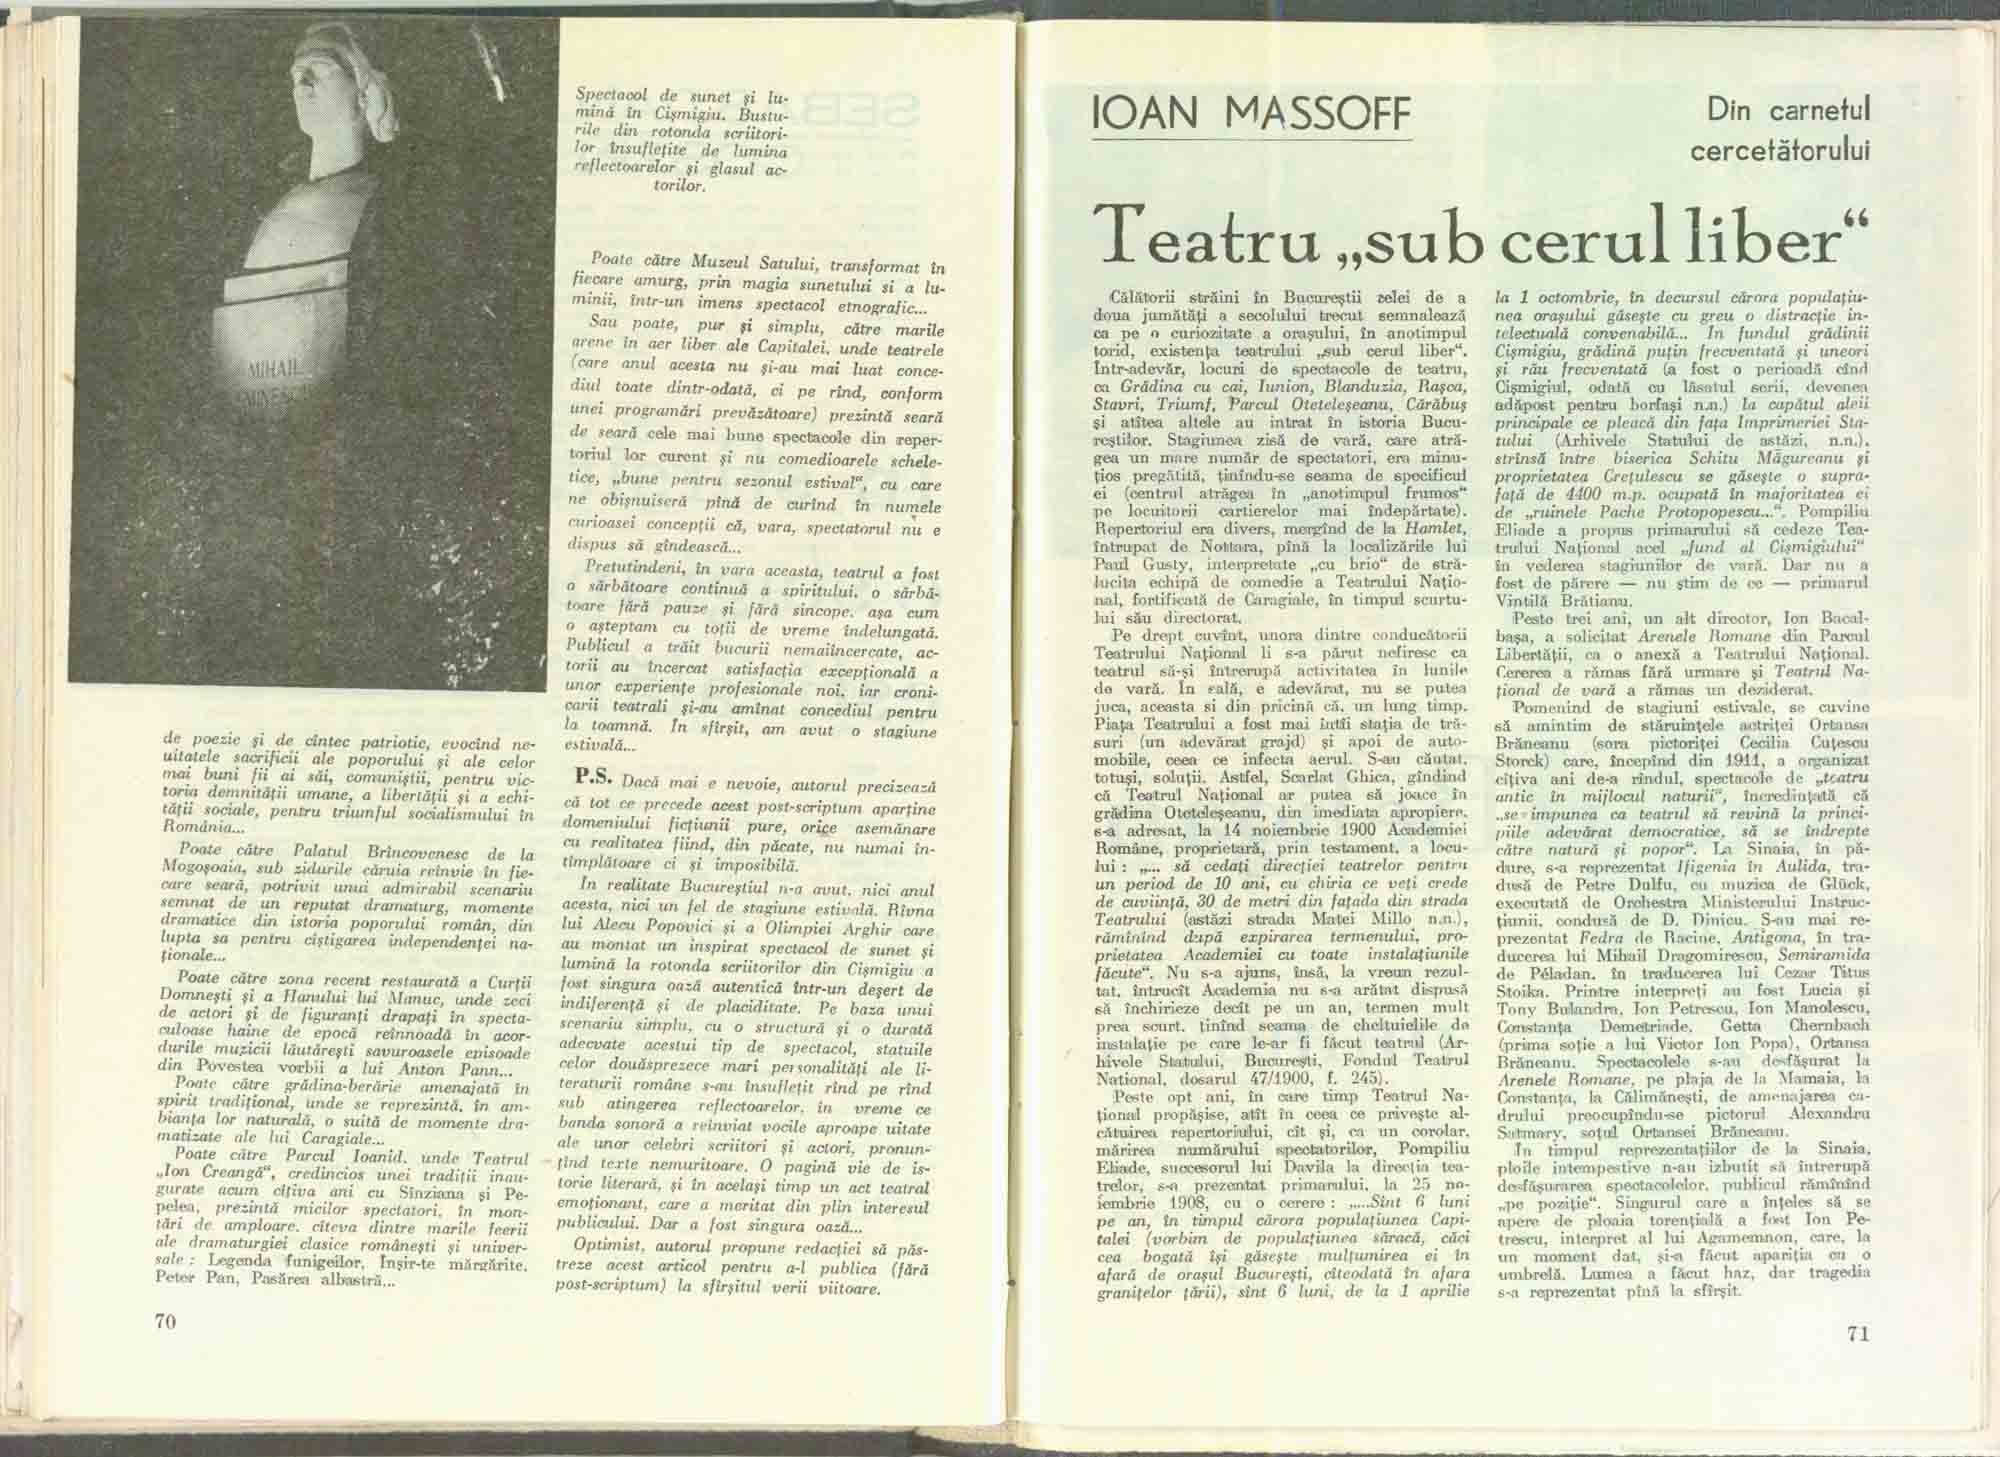 MIHAIL
EMINESCU
Spectacol de sunet și lu-
mină în Cișmigiu. Bustu-
rile din rotonda scriitori-
lor însuflețite de lumina
reflectoarelor și glasul ac-
torilor.
de poezie și de cîntec patriotic, evocînd ne-
uitatele sacrificii ale poporului și ale celor
mai buni fii ai săi, comuniștii, pentru vic-
toria demnității umane, a libertății și a echi-
tății sociale, pentru triumful socialismului în
România...
Poate către Palatul Brîncovenesc de la
Mogoșoaia, sub zidurile căruia reînvie în fie-
care seară, potrivit unui admirabil scenariu
semnat de un reputat dramaturg, momente
dramatice din istoria poporului român, din
lupta sa pentru cîștigarea independenței na-
ționale...
Poate către zona recent restaurată a Curții
Domnești și a Hanului lui Manuc, unde zeci
de actori și de figuranți drapați în specta-
culoase haine de epocă reînnoadă în acor-
durile muzicii lăutărești savuroasele episoade
din Povestea vorbii a lui Anton Pann...
Poate către grădina-berărie amenajată în
spirit tradițional, unde se reprezintă, în am-
bianța lor naturală, o suită de momente dra-
matizate ale lui Caragiale...
Poate către Parcul Ioanid, unde Teatrul
„Ion Creangă“, credincios unei tradiții inau-
gurate acum cîțiva ani cu Sînziana și Pe-
pelea, prezintă micilor spectatori, în mon-
tări de amploare, cîteva dintre marile feerii
ale dramaturgiei clasice românești și univer-
sale : Legenda funigeilor, Înșir-te mărgărite,
Peter Pan, Pasărea albastră...
70
Poate către Muzeul Satului, transformat în
fiecare amurg, prin magia sunetului si a lu-
minii, într-un imens spectacol etnografic...
Sau poate, pur și simplu, către marile
arene în aer liber ale Capitalei, unde teatrele
(care anul acesta nu și-au mai luat conce-
diul toate dintr-odată, ci pe rînd, conform
unei programări prevăzătoare) prezintă seară
de seară cele mai bune spectacole din reper-
toriul lor curent și nu comedioarele schele-
tice, „bune pentru sezonul estival“, cu care
ne obișnuiseră pînă de curînd în numele
curioasei concepții că, vara, spectatorul nu e
dispus să gîndească...
Pretutindeni, în vara aceasta, teatrul a fost
o sărbătoare continuă a spiritului, o sărbă-
toare fără pauze și fără sincope, așa cum
o așteptam cu toții de vreme îndelungată.
Publicul a trăit bucurii nemaiîncercate, ac-
torii au încercat satisfacția excepțională a
unor experiențe profesionale noi, iar croni-
carii teatrali și-au amînat concediul pentru
la toamnă. În sfîrșit, am avut o stagiune
estivală...
P.S. Dacă mai e nevoie, autorul precizează
că tot ce precede acest post-scriptum aparține
domeniului ficțiunii pure, orice asemănare
cu realitatea fiind, din păcate, nu numai în-
tîmplătoare ci și imposibilă.
In realitate Bucureștiul n-a avut, nici anul
acesta, nici un fel de stagiune estivală. Rîvna
lui Alecu Popovici și a Olimpiei Arghir care
au montat un inspirat spectacol de sunet și
lumină la rotonda scriitorilor din Cișmigiu a
fost singura oază autentică într-un deșert de
indiferență și de placiditate. Pe baza unui
scenariu simplu, cu o structură și o durată
adecvate acestui tip de spectacol, statuile
celor douăsprezece mari personalități ale li-
teraturii române s-au însuflețit rînd pe rînd
sub atingerea reflectoarelor, în vreme ce
banda sonoră a reînviat vocile aproape uitate
ale unor celebri scriitori și actori, pronun-
țînd texte nemuritoare. O pagină vie de is-
torie literară, și în același timp un act teatral
emoționant, care a meritat din plin interesul
publicului. Dar a fost singura oază...
Optimist, autorul propune redacției să păs-
treze acest articol pentru a-l publica (fără
post-scriptum) la sfîrșitul verii viitoare.
IOAN MASSOFF
Din carnetul
cercetătorului
Teatru „sub cerul liber“
Călătorii străini în Bucureștii celei de a
doua jumătăți a secolului trecut semnalează
ca pe o curiozitate a orașului, în anotimpul
torid, existența teatrului „sub cerul liber“.
Într-adevăr, locuri de spectacole de teatru,
ca Grădina cu cai, Iunion, Blanduzia, Rașca,
Stavri, Triumf, Parcul Oteteleșeanu, Cărăbuș
și atîtea altele au intrat în istoria Bucu-
reștilor. Stagiunea zisă de vară, care atră-
gea un mare număr de spectatori, era minu-
țios pregătită, ținîndu-se seama de specificul
ei (centrul atrăgea în „anotimpul frumos“
pe locuitorii cartierelor mai îndepărtate).
Repertoriul era divers, mergînd de la Hamlet,
întrupat de Nottara, pînă la localizările lui
Paul Gusty, interpretate „cu brio“ de stră-
lucita echipă de comedie a Teatrului Națio-
nal, fortificată de Caragiale, în timpul scurtu-
lui său directorat.
Pe drept cuvînt, unora dintre conducătorii
Teatrului Național li s-a părut nefiresc ca
teatrul să-și întrerupă activitatea în lunile
de vară. În sală, e adevărat, nu se putea
juca, aceasta si din pricină că, un lung timp,
Piața Teatrului a fost mai întîi stația de tră-
suri (un adevărat grajd) și apoi de auto-
mobile, ceea ce infecta aerul. S-au căutat,
totuși, soluții. Astfel, Scarlat Ghica, gîndind
că Teatrul Național ar putea să joace în
grădina Oteteleșeanu, din imediata apropiere,
s-a adresat, la 14 noiembrie 1900 Academiei
Române, proprietară, prin testament, a locu-
lui : „... să cedați direcției teatrelor pentru
un period de 10 ani, cu chiria ce veți crede
de cuviință, 30 de metri din fațada din strada
Teatrului (astăzi strada Matei Millo n.n.),
rămînînd după expirarea termenului, pro-
prietatea Academiei cu toate instalațiunile
făcute“. Nu s-a ajuns, însă, la vreun rezul-
tat, întrucît Academia nu s-a arătat dispusă
să închirieze decît pe un an, termen mult
prea scurt, ținînd seama de cheltuielile de
instalație pe care le-ar fi făcut teatrul (Ar-
hivele Statului, București, Fondul Teatrul
National, dosarul 47/1900, f. 245).
Peste opt ani, în care timp Teatrul Na-
țional propășise, atît în ceea ce privește al-
cătuirea repertoriului, cît și, ca un corolar,
mărirea numărului spectatorilor, Pompiliu
Eliade, succesorul lui Davila la direcția tea-
trelor, s-a prezentat primarului, la 25 no-
iembrie 1908, cu o cerere : „....Sînt 6 luni
pe an, în timpul cărora populațiunea Capi-
talei (vorbim de populațiunea săracă, căci
cea bogată își găsește mulțumirea ei în
afară de orașul București, cîteodată în afara
granițelor țării), sînt 6 luni, de la 1 aprilie
la 1 octombrie, în decursul cărora populațiu-
nea orașului găsește cu greu o distracție in-
telectuală convenabilă... In fundul grădinii
Cișmigiu, grădină puțin frecventată și uneori
și rău frecventată (a fost o perioadă cînd
Cișmigiul, odată cu lăsatul serii, devenea
adăpost pentru borfași n.n.) la capătul aleii
principale ce pleacă din fața Imprimeriei Sta-
tului (Arhivele Statului de astăzi, n.n.),
strînsă între biserica Schitu Măgureanu și
proprietatea Crețulescu se găsește o supra-
față de 4400 m.p. ocupată în majoritatea ei
de „ruinele Pache Protopopescu...“. Pompiliu
Eliade a propus primarului să cedeze Tea-
trului Național acel „fund al Cișmigiului“
în vederea stagiunilor de vară. Dar nu a
fost de părere — nu știm de ce — primarul
Vintilă Brătianu.
Peste trei ani, un alt director, Ion Bacal-
bașa, a solicitat Arenele Romane din Parcul
Libertății, ca o anexă a Teatrului Național.
Cererea a rămas fără urmare și Teatrul Na-
țional de vară a rămas un deziderat.
Pomenind de stagiuni estivale, se cuvine
să amintim de stăruințele actriței Ortansa
Brăneanu (sora pictoriței Cecilia Cuțescu
Storck) care, începînd din 1911, a organizat
cîțiva ani de-a rîndul, spectacole de „teatru
antic în mijlocul naturii“, încredințată că
„se impunea ca teatrul să revină la princi-
piile adevărat democratice, să se îndrepte
către natură și popor“. La Sinaia, în pă-
dure, s-a reprezentat Ifigenia în Aulida, tra-
dusă de Petre Dulfu, cu muzica de Glück,
executată de Orchestra Ministerului Instruc-
țiunii, condusă de D. Dinicu. S-au mai re-
prezentat Fedra de Racine, Antigona, în tra-
ducerea lui Mihail Dragomirescu, Semiramida
de Péladan, în traducerea lui Cezar Titus
Stoika. Printre interpreți au fost Lucia și
Tony Bulandra, Ion Petrescu, Ion Manolescu,
Constanța Demetriade, Getta Chernbach
(prima soție a lui Victor Ion Popa), Ortansa
Brăneanu. Spectacolele s-au desfășurat la
Arenele Romane, pe plaja de la Mamaia, la
Constanța, la Călimănești, de amenajarea ca-
drului preocupîndu-se pictorul Alexandru
Satmary, soțul Ortansei Brăneanu.
In timpul reprezentațiilor de la Sinaia,
ploile intempestive n-au izbutit să întrerupă
desfășurarea spectacolelor, publicul rămînînd
„pe poziție“. Singurul care a înțeles să se
apere de ploaia torențială a fost Ion Pe-
trescu, interpret al lui Agamemnon, care, la
un moment dat, și-a făcut apariția cu o
umbrelă. Lumea a făcut haz, dar tragedia
s-a reprezentat pînă la sfîrșit.
71